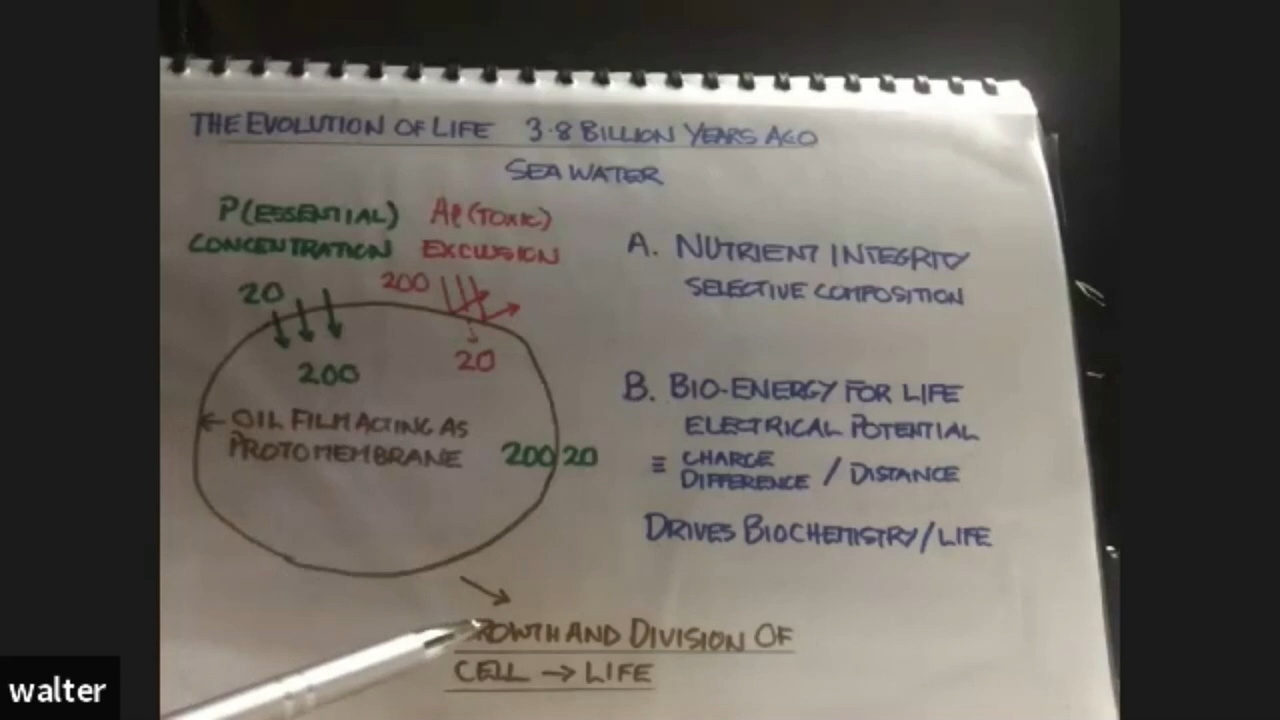 THE EVOLUTION OF LIFE 3.8 BILLION YEARS AGO
SEA WATER
P(ESSENTIAL) Al(TOXIC)
CONCENTRATION EXCLUSION
20 200
200 20
← OIL FILM ACTING AS
PROTOMEMBRANE 200 20
A. NUTRIENT INTEGRITY
SELECTIVE COMPOSITION
B. BIO-ENERGY FOR LIFE
ELECTRICAL POTENTIAL
≡ CHARGE
DIFFERENCE / DISTANCE
DRIVES BIOCHEMISTRY/LIFE
GROWTH AND DIVISION OF
CELL → LIFE
walter